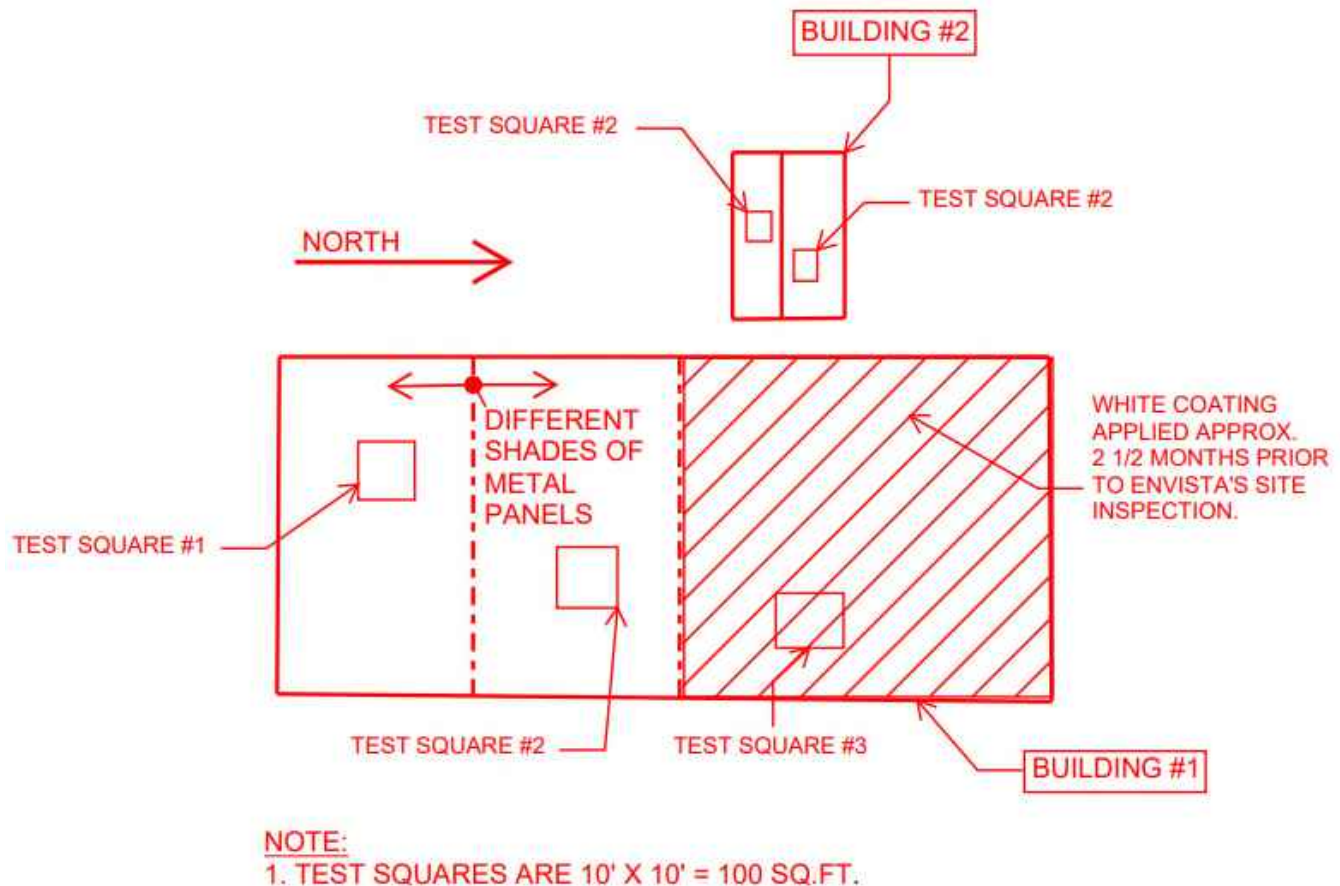 BUILDING #2
TEST SQUARE #2
TEST SQUARE #2
NORTH
DIFFERENT
SHADES OF
METAL
PANELS
WHITE COATING
APPLIED APPROX.
2 1/2 MONTHS PRIOR
TO ENVISTA'S SITE
INSPECTION.
TEST SQUARE #1
TEST SQUARE #2
TEST SQUARE #3
BUILDING #1
NOTE:
1. TEST SQUARES ARE 10' X 10' = 100 SQ.FT.